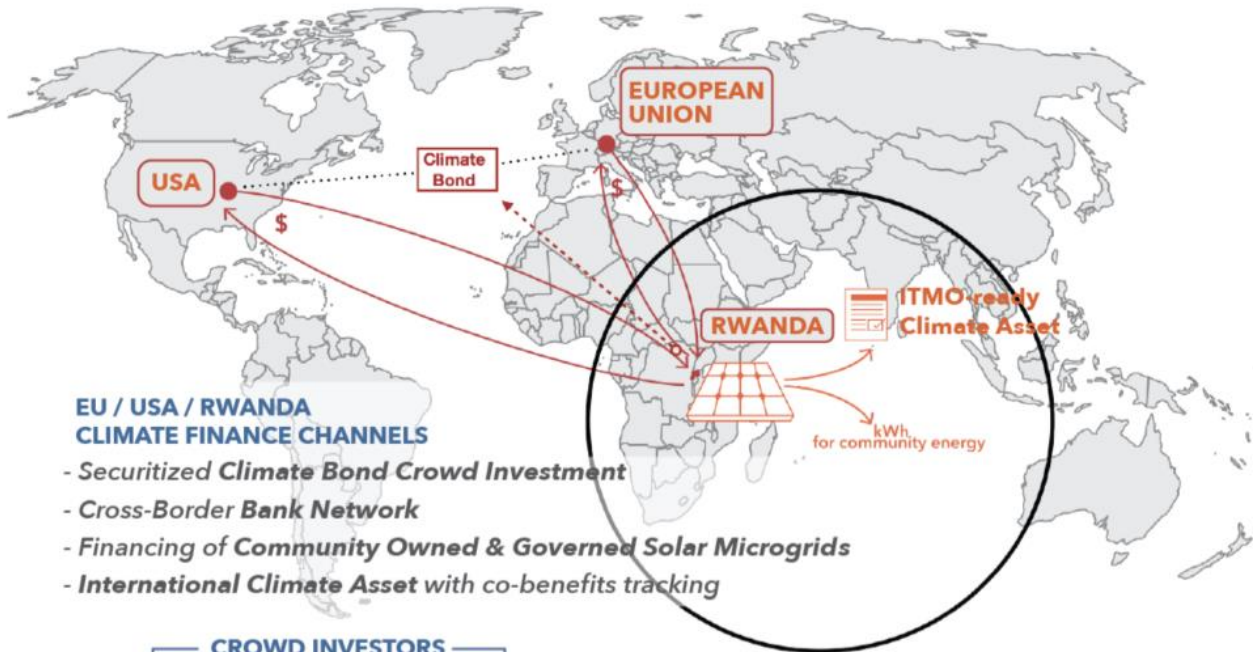 EUROPEAN
UNION
Climate
Bond
USA
$
$
ITMO-ready
Climate Asset
RWANDA
kWh
for community energy
EU / USA / RWANDA
CLIMATE FINANCE CHANNELS
- Securitized Climate Bond Crowd Investment
- Cross-Border Bank Network
- Financing of Community Owned & Governed Solar Microgrids
- International Climate Asset with co-benefits tracking
CROWD INVESTORS